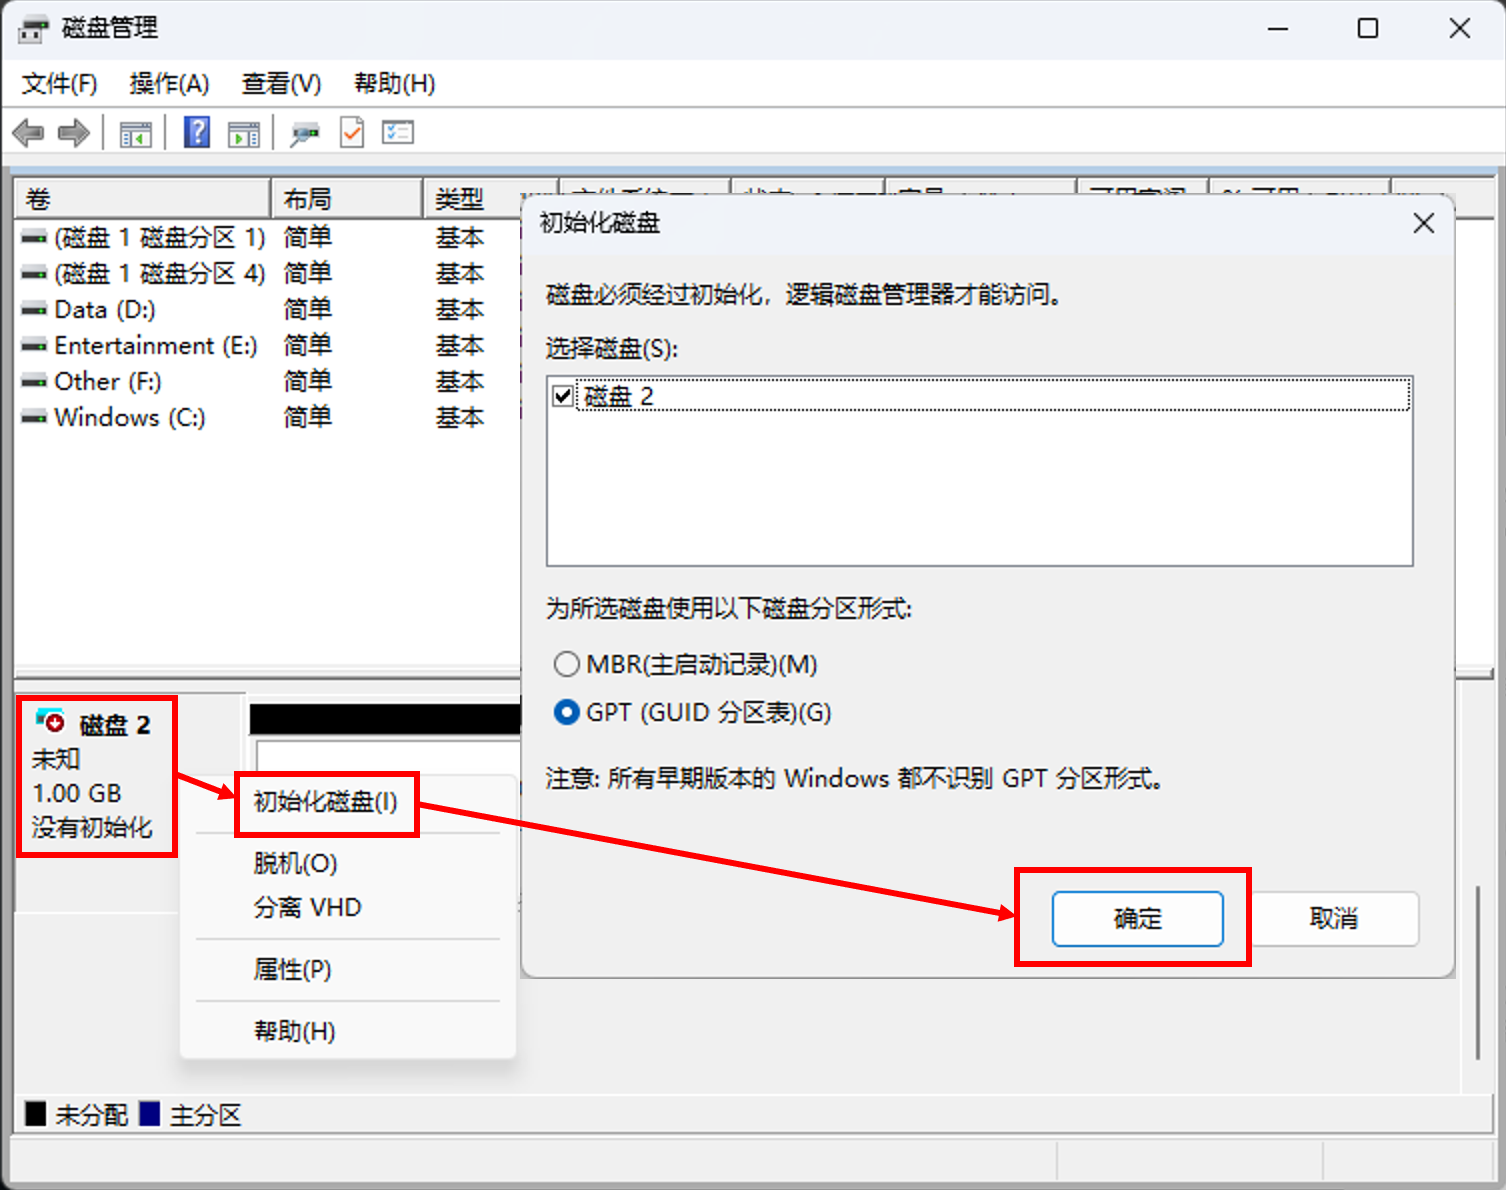 磁盘管理
文件(F) 操作(A) 查看(V) 帮助(H)
卷 布局 类型
(磁盘 1 磁盘分区 1) 简单 基本
(磁盘 1 磁盘分区 4) 简单 基本
Data (D:) 简单 基本
Entertainment (E:) 简单 基本
Other (F:) 简单 基本
Windows (C:) 简单 基本
初始化磁盘
磁盘必须经过初始化，逻辑磁盘管理器才能访问。
选择磁盘(S):
磁盘 2
为所选磁盘使用以下磁盘分区形式:
MBR(主启动记录)(M)
GPT (GUID 分区表)(G)
注意: 所有早期版本的 Windows 都不识别 GPT 分区形式。
确定 取消
磁盘 2
未知
1.00 GB
没有初始化
初始化磁盘(I)
脱机(O)
分离 VHD
属性(P)
帮助(H)
未分配 主分区